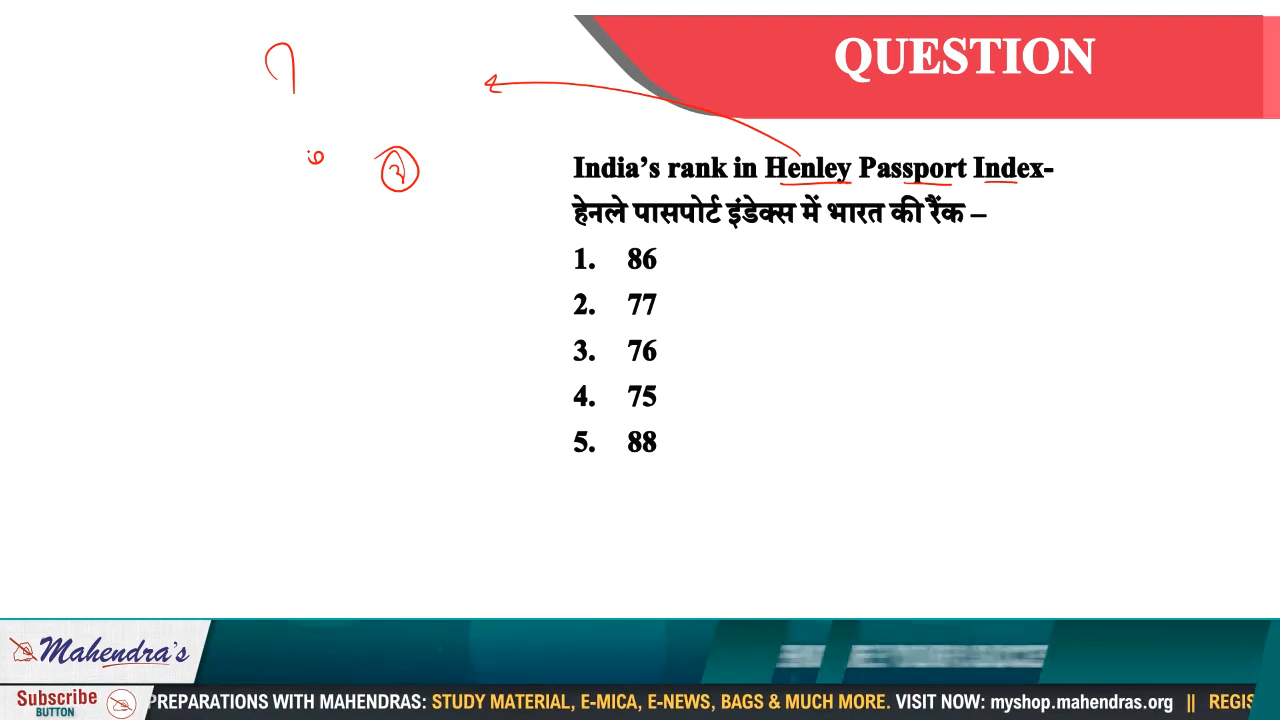 QUESTION
India's rank in Henley Passport Index-
हेनले पासपोर्ट इंडेक्स में भारत की रैंक –
1. 86
2. 77
3. 76
4. 75
5. 88
Mahendra's
Subscribe
BUTTON
PREPARATIONS WITH MAHENDRAS: STUDY MATERIAL, E-MICA, E-NEWS, BAGS & MUCH MORE. VISIT NOW: myshop.mahendras.org || REGIS